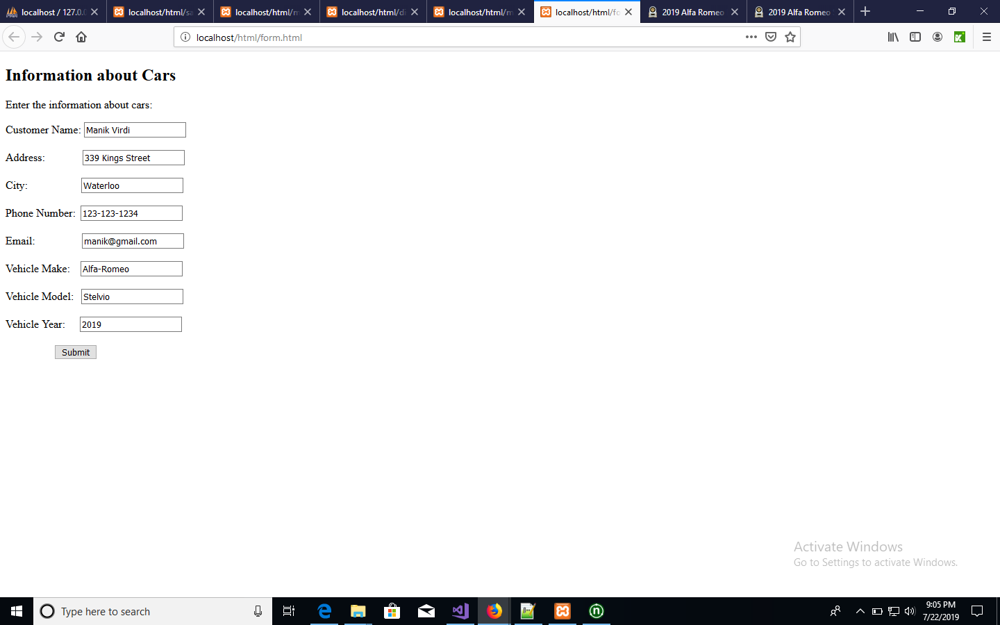 localhost / 127.0.0
localhost/html/sa
localhost/html/m
localhost/html/di
localhost/html/m
localhost/html/fo
2019 Alfa Romeo
2019 Alfa Romeo
localhost/html/form.html
Information about Cars
Enter the information about cars:
Customer Name: Manik Virdi
Address: 339 Kings Street
City: Waterloo
Phone Number: 123-123-1234
Email: manik@gmail.com
Vehicle Make: Alfa-Romeo
Vehicle Model: Stelvio
Vehicle Year: 2019
Submit
Activate Windows
Go to Settings to activate Windows.
Type here to search
9:05 PM
7/22/2019